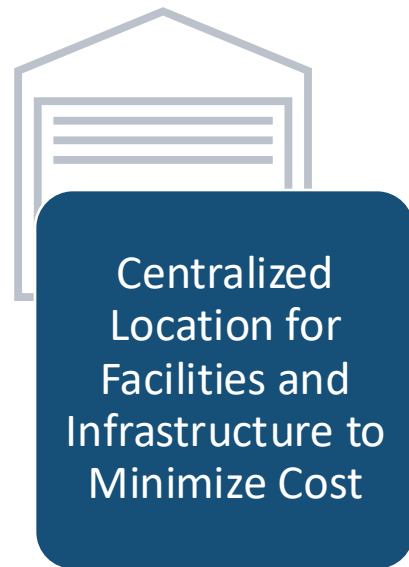 Centralized
Location for
Facilities and
Infrastructure to
Minimize Cost